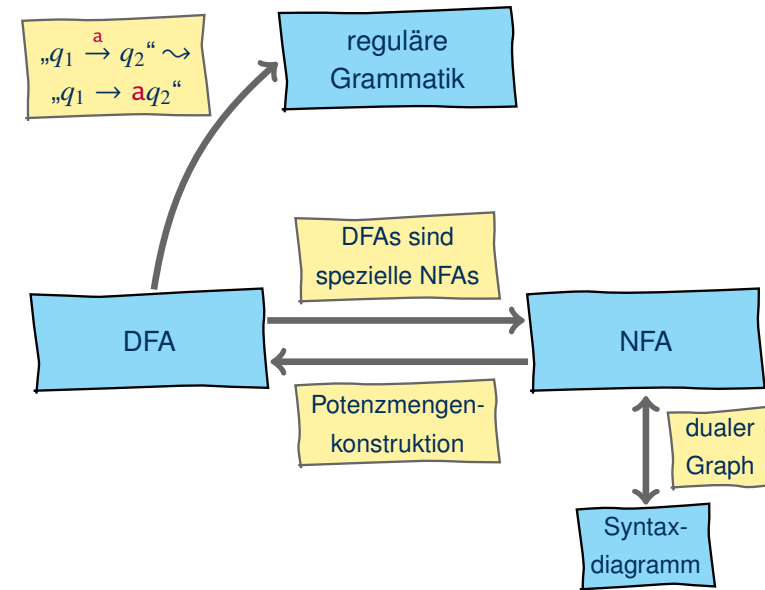 „q₁ →ᵃ q₂“ ⤳
„q₁ → aq₂“
reguläre
Grammatik
DFAs sind
spezielle NFAs
DFA
NFA
Potenzmengen-
konstruktion
dualer
Graph
Syntax-
diagramm